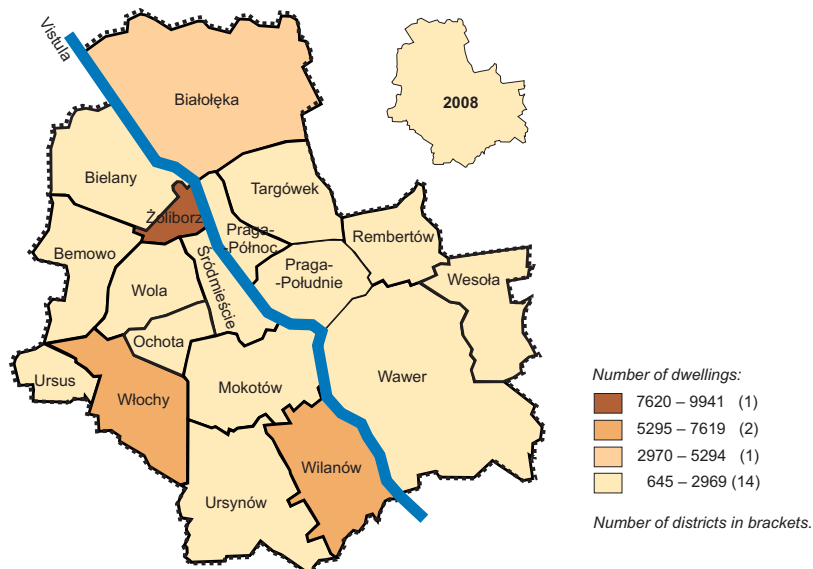 Vistula
Białołęka
2008
Bielany
Targówek
Żoliborz
Praga-
-Północ
Rembertów
Bemowo
Śródmieście
Praga-
-Południe
Wesoła
Wola
Ochota
Ursus
Włochy
Mokotów
Wawer
Wilanów
Ursynów
Number of dwellings:
7620 – 9941 (1)
5295 – 7619 (2)
2970 – 5294 (1)
645 – 2969 (14)
Number of districts in brackets.